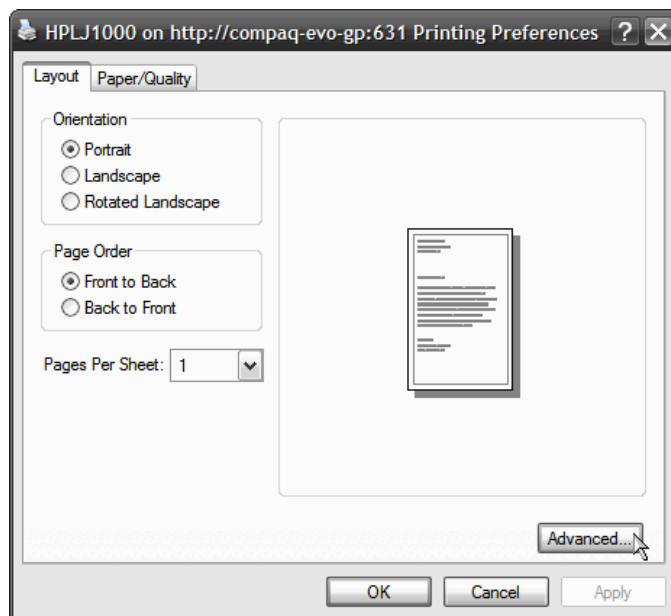 HPLJ1000 on http://compaq-evo-gp:631 Printing Preferences
Layout Paper/Quality
Orientation
Portrait
Landscape
Rotated Landscape
Page Order
Front to Back
Back to Front
Pages Per Sheet: 1
Advanced...
OK Cancel Apply